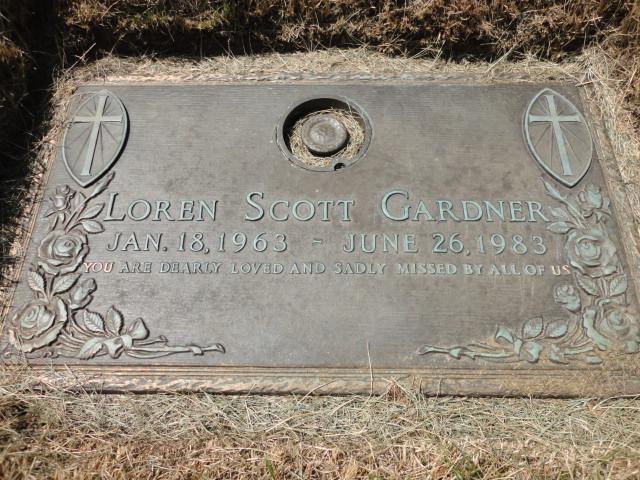 Loren Scott Gardner
Jan. 18, 1963 - June 26, 1983
You are dearly loved and sadly missed by all of us